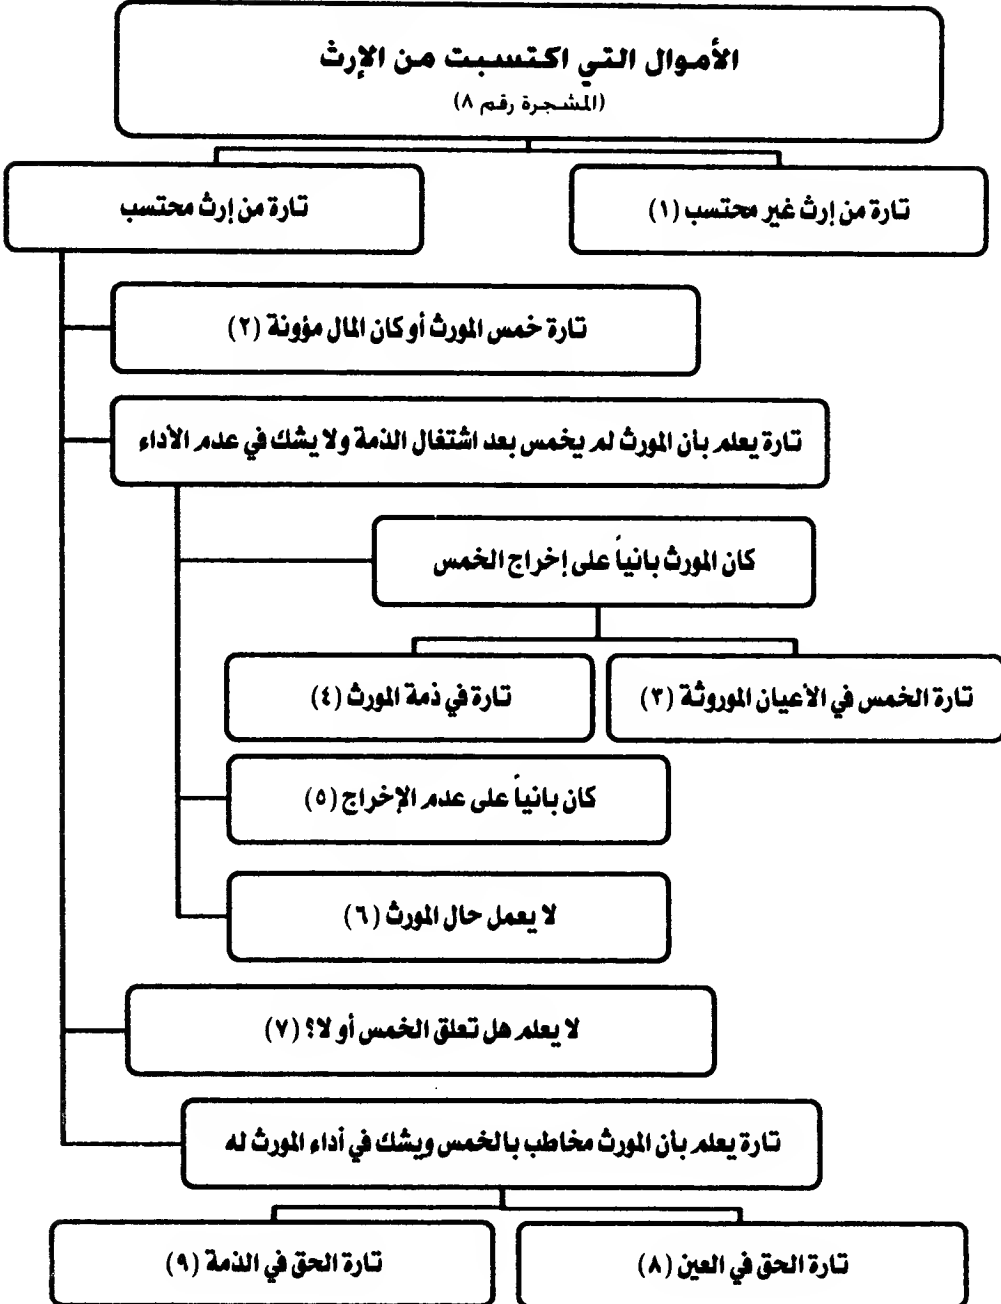 الأموال التي اكتسبت من الإرث
(المشجرة رقم ٨)
تارة من إرث غير محتسب (١)
تارة من إرث محتسب
تارة خمس المورث أو كان المال مؤونة (٢)
تارة يعلم بأن المورث لم يخمس بعد اشتغال الذمة ولا يشك في عدم الأداء
كان المورث بانياً على إخراج الخمس
تارة الخمس في الأعيان الموروثة (٣)
تارة في ذمة المورث (٤)
كان بانياً على عدم الإخراج (٥)
لا يعمل حال المورث (٦)
لا يعلم هل تعلق الخمس أو لا؟ (٧)
تارة يعلم بأن المورث مخاطب بالخمس ويشك في أداء المورث له
تارة الحق في العين (٨)
تارة الحق في الذمة (٩)